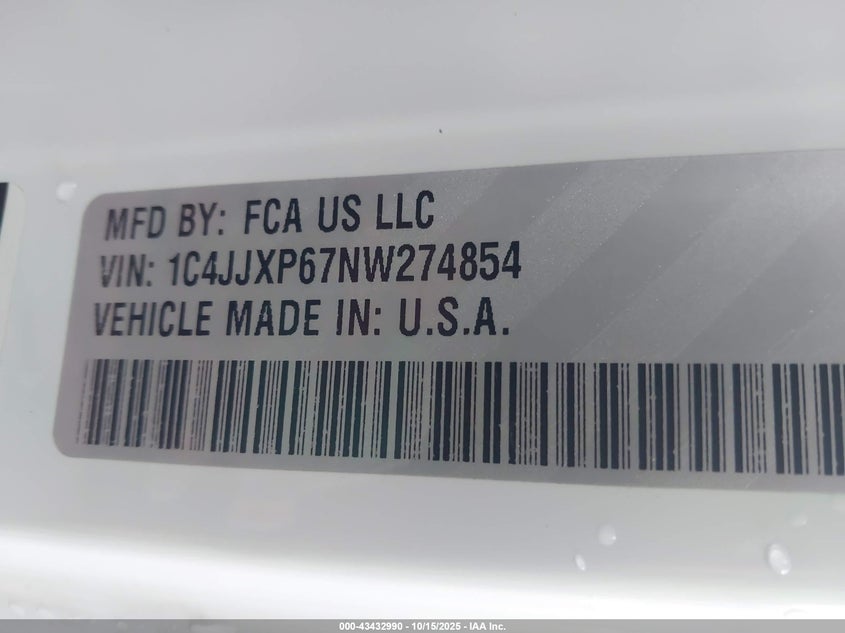 MFD BY: FCA US LLC
VIN: 1C4JJXP67NW274854
VEHICLE MADE IN: U.S.A.
000-43432990 - 10/15/2025 - IAA Inc.